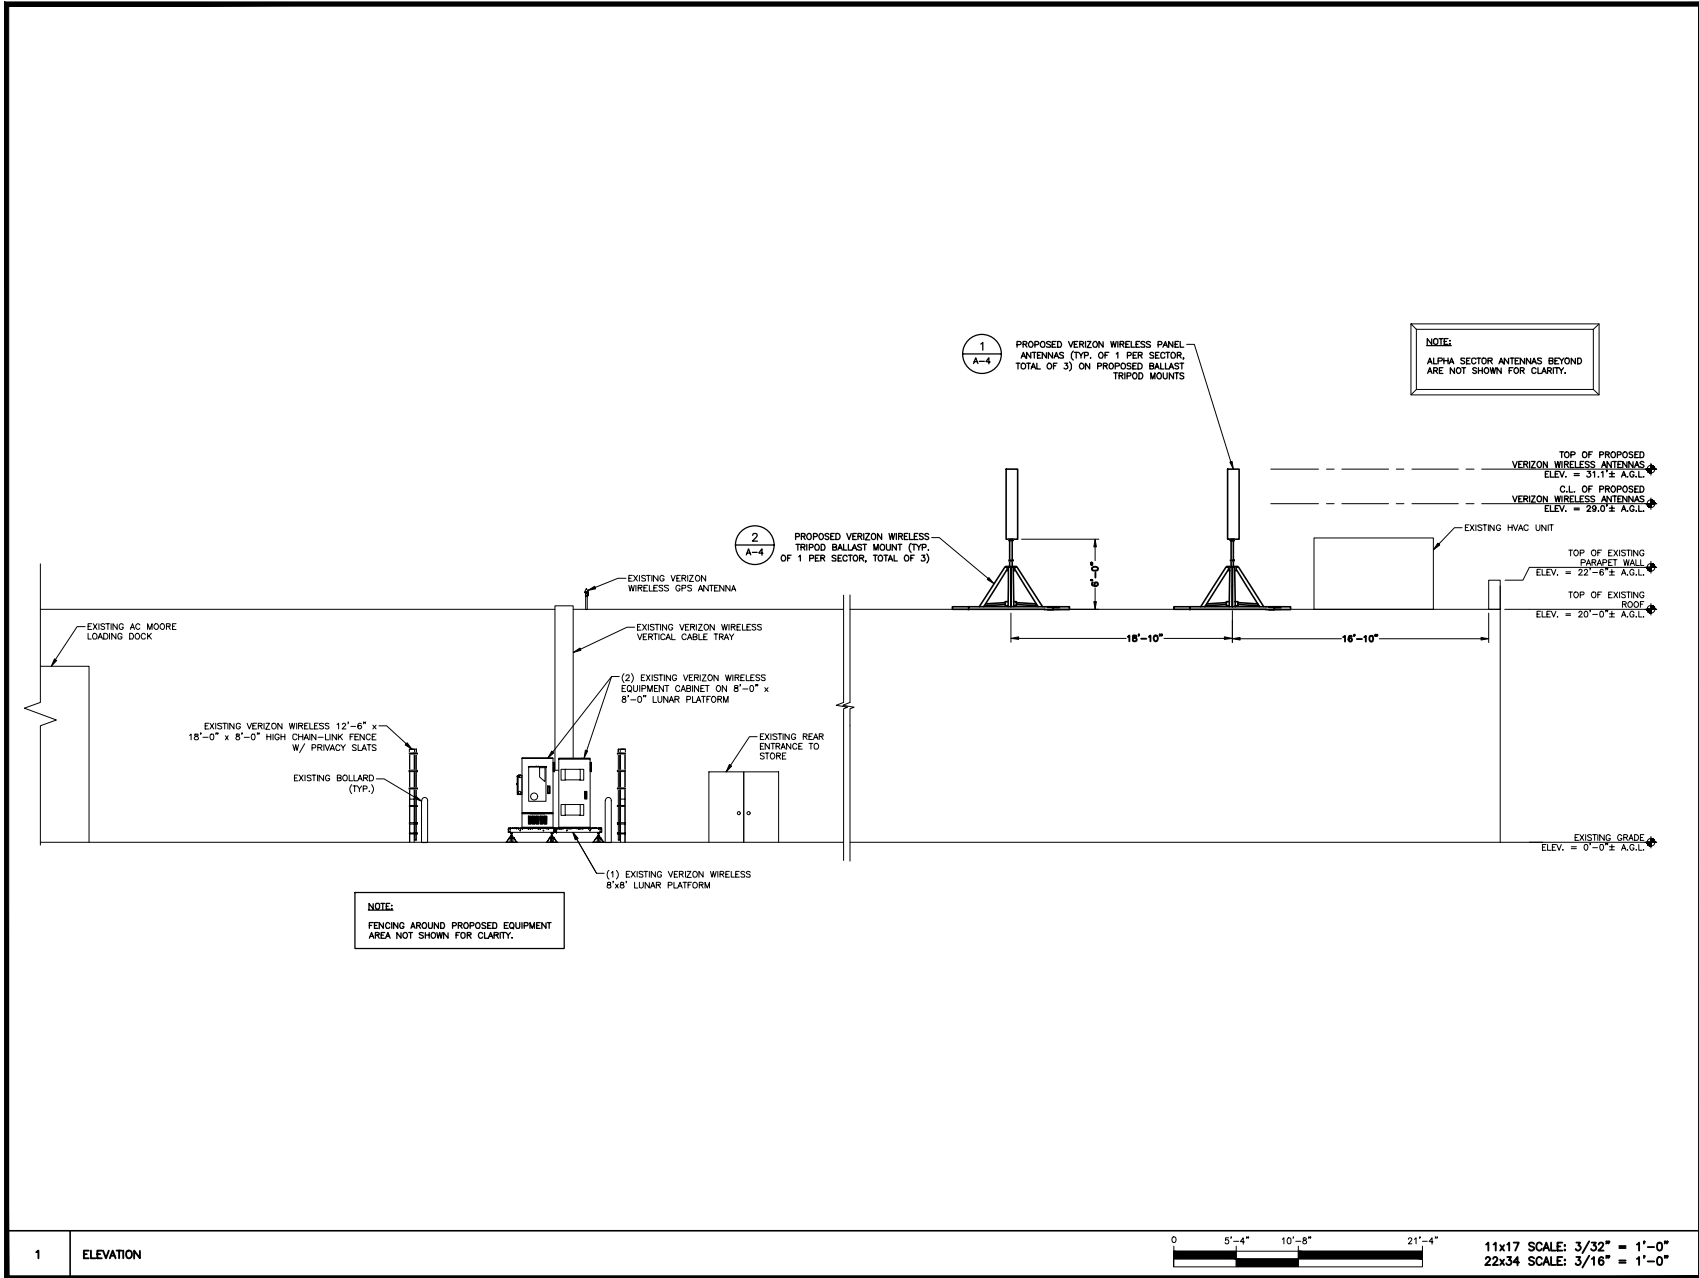 1
A-4
PROPOSED VERIZON WIRELESS PANEL
ANTENNAS (TYP. OF 1 PER SECTOR,
TOTAL OF 3) ON PROPOSED BALLAST
TRIPOD MOUNTS
NOTE:
ALPHA SECTOR ANTENNAS BEYOND
ARE NOT SHOWN FOR CLARITY.
TOP OF PROPOSED
VERIZON WIRELESS ANTENNAS
ELEV. = 31.1'± A.G.L.
C.L. OF PROPOSED
VERIZON WIRELESS ANTENNAS
ELEV. = 29.0'± A.G.L.
EXISTING HVAC UNIT
2
A-4
PROPOSED VERIZON WIRELESS
TRIPOD BALLAST MOUNT (TYP.
OF 1 PER SECTOR, TOTAL OF 3)
6'-0"
TOP OF EXISTING
PARAPET WALL
ELEV. = 22'-6"± A.G.L.
TOP OF EXISTING
ROOF
ELEV. = 20'-0"± A.G.L.
EXISTING VERIZON
WIRELESS GPS ANTENNA
EXISTING AC MOORE
LOADING DOCK
EXISTING VERIZON WIRELESS
VERTICAL CABLE TRAY
18'-10"
16'-10"
(2) EXISTING VERIZON WIRELESS
EQUIPMENT CABINET ON 8'-0" x
8'-0" LUNAR PLATFORM
EXISTING VERIZON WIRELESS 12'-6" x
18'-0" x 8'-0" HIGH CHAIN-LINK FENCE
W/ PRIVACY SLATS
EXISTING REAR
ENTRANCE TO
STORE
EXISTING BOLLARD
(TYP.)
EXISTING GRADE
ELEV. = 0'-0"± A.G.L.
(1) EXISTING VERIZON WIRELESS
8'x8' LUNAR PLATFORM
NOTE:
FENCING AROUND PROPOSED EQUIPMENT
AREA NOT SHOWN FOR CLARITY.
1
ELEVATION
0 5'-4" 10'-8" 21'-4"
11x17 SCALE: 3/32" = 1'-0"
22x34 SCALE: 3/16" = 1'-0"